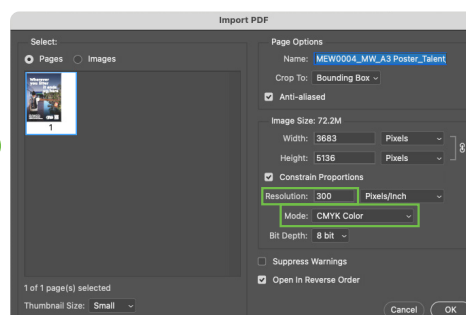 Import PDF
Select:
Pages Images
1
1 of 1 page(s) selected
Thumbnail Size: Small
Page Options
Name: MEW0004_MW_A3 Poster_Talent
Crop To: Bounding Box
Anti-aliased
Image Size: 72.2M
Width: 3683 Pixels
Height: 5136 Pixels
Constrain Proportions
Resolution: 300 Pixels/Inch
Mode: CMYK Color
Bit Depth: 8 bit
Suppress Warnings
Open In Reverse Order
Cancel OK